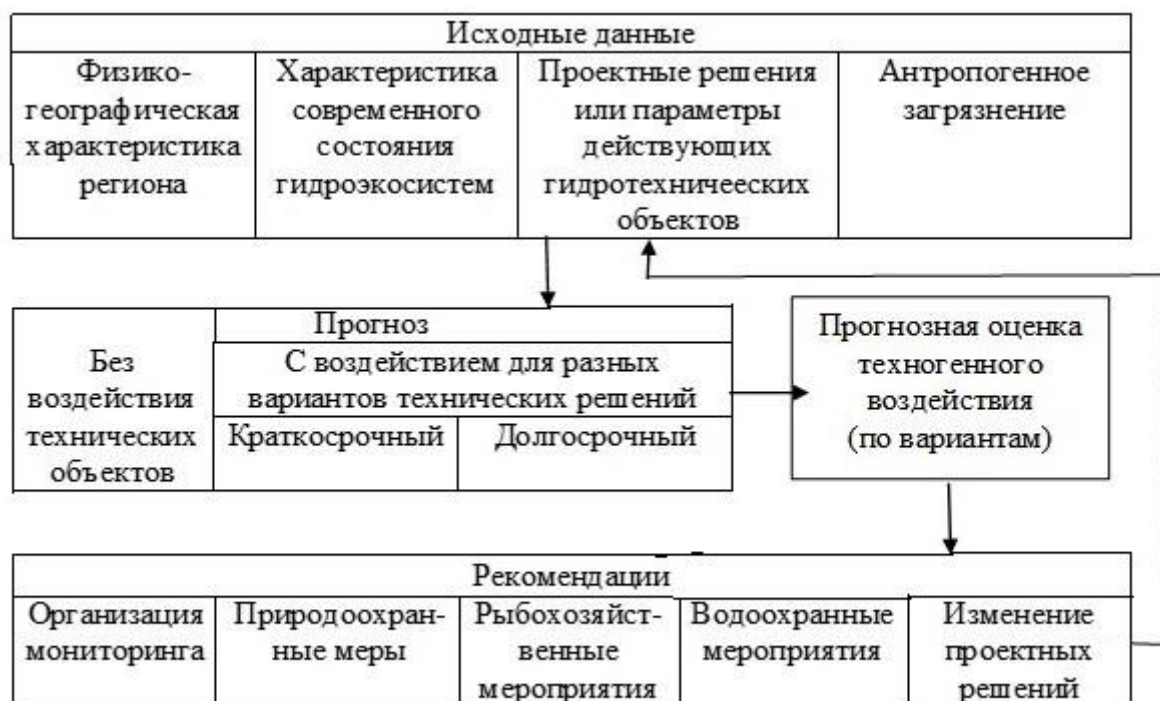 Исходные данные
Физико-
географическая
характеристика
региона
Характеристика
современного
состояния
гидроэкосистем
Проектные решения
или параметры
действующих
гидротехничееских
объектов
Антропогенное
загрязнение
Без
воздействия
технических
объектов
Прогноз
С воздействием для разных
вариантов технических решений
Краткосрочный
Долгосрочный
Прогнозная оценка
техногенного
воздействия
(по вариантам)
Рекомендации
Организация
мониторинга
Природоохран-
ные меры
Рыбохозяйст-
венные
мероприятия
Водоохранные
мероприятия
Изменение
проектных
решений